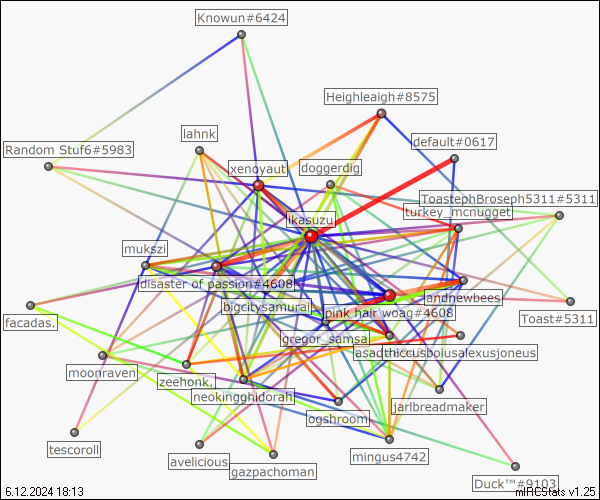 Knowun#6424
Heighleaigh#8575
lahnk
default#0617
Random Stuf6#5983
xenoyaut
doggerdig
ToastephBroseph5311#5311
turkey_mcnugget
ikasuzu
mukszi
disaster of passion#4608
landnewbees
bigcitysamurai
pink hair woag#4608
facadas.
Toast#5311
gregor_samsa
moonraven
zeehonk.
neokingghidorah
jarlbreadmaker
ogshroom
tescoroll
avelicious
mingus4742
gazpachoman
Duck™#9103
6.12.2024 18:13
mIRCStats v1.25